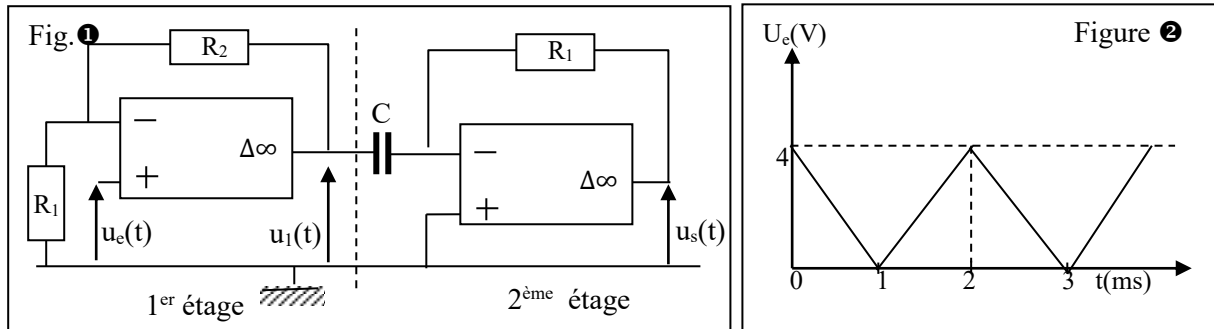 Fig. ❶
R₂
R₁
C
−
Δ∞
+
R₁
uₑ(t)
u₁(t)
−
Δ∞
+
uₛ(t)
1ᵉʳ étage
2ᵉᵐᵉ étage
Uₑ(V)
Figure ❷
4
0
1
2
3
t(ms)